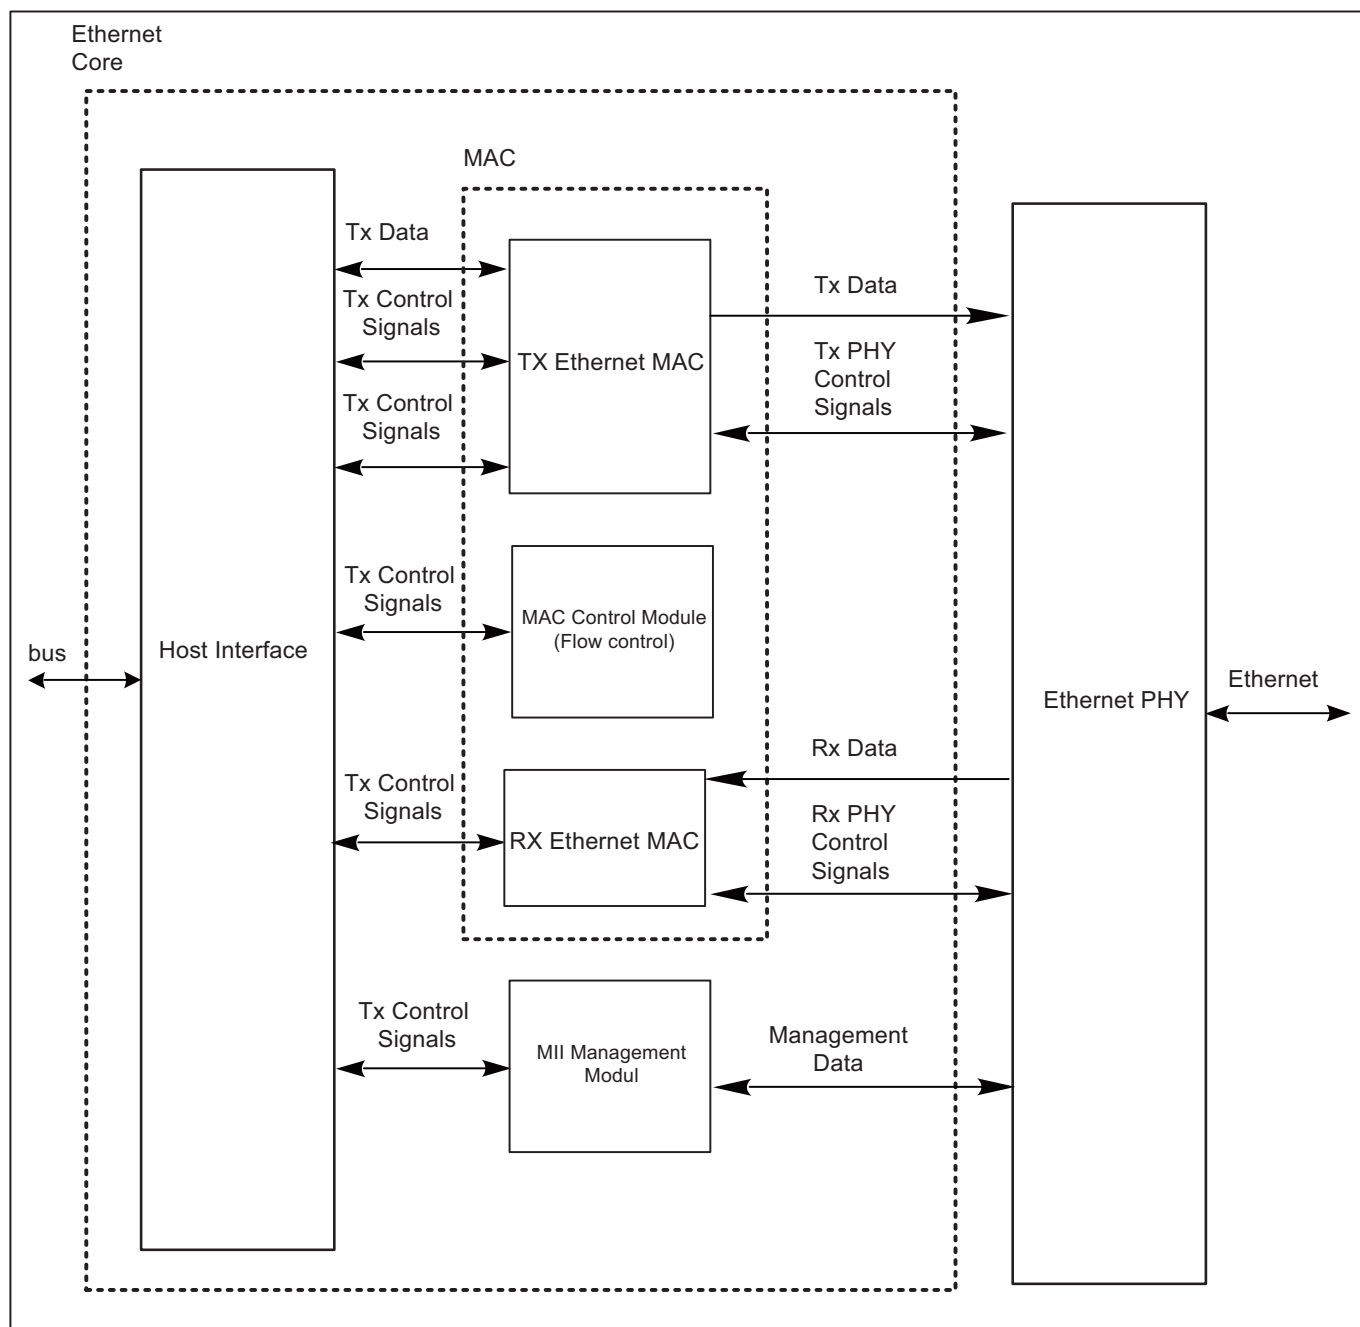 Ethernet
Core
MAC
Tx Data
Tx Control
Signals
Tx Control
Signals
TX Ethernet MAC
Tx Data
Tx PHY
Control
Signals
Tx Control
Signals
MAC Control Module
(Flow control)
bus
Host Interface
Ethernet PHY
Ethernet
Tx Control
Signals
RX Ethernet MAC
Rx Data
Rx PHY
Control
Signals
Tx Control
Signals
MII Management
Modul
Management
Data